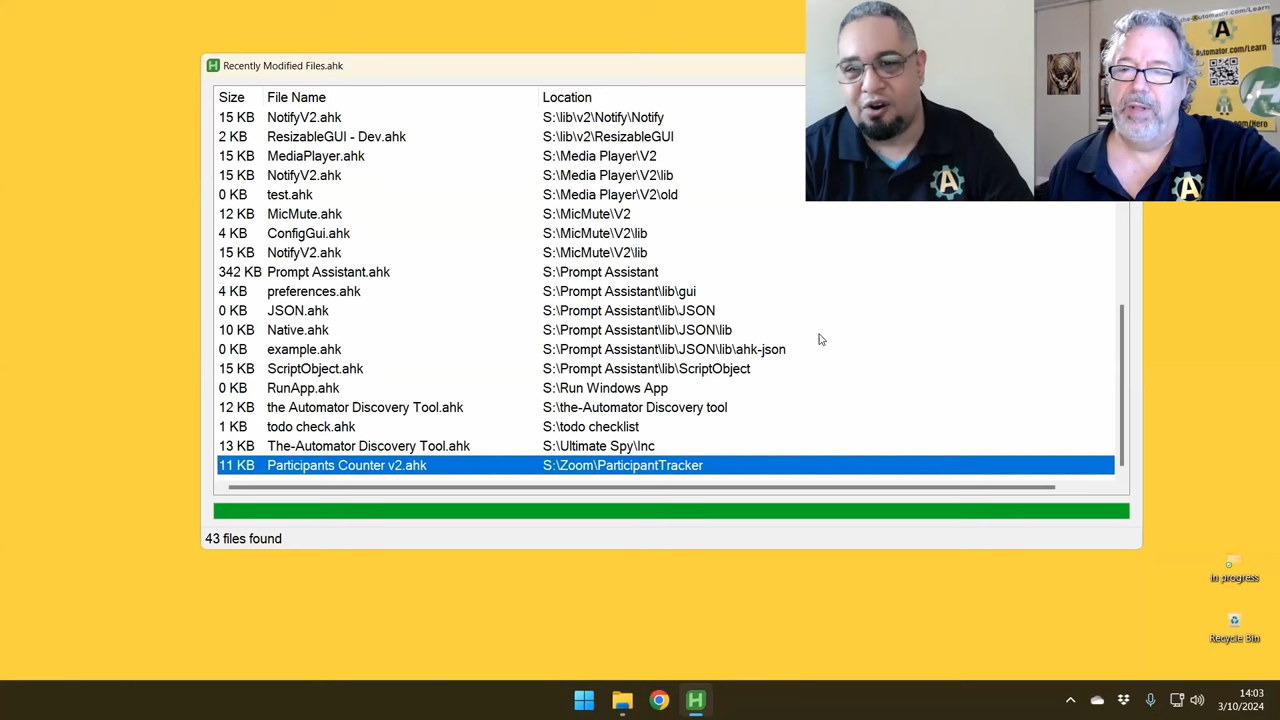 Recently Modified Files.ahk
Size File Name Location
15 KB NotifyV2.ahk S:\lib\v2\Notify\Notify
2 KB ResizableGUI - Dev.ahk S:\lib\v2\ResizableGUI
15 KB MediaPlayer.ahk S:\Media Player\V2
15 KB NotifyV2.ahk S:\Media Player\V2\lib
0 KB test.ahk S:\Media Player\V2\old
12 KB MicMute.ahk S:\MicMute\V2
4 KB ConfigGui.ahk S:\MicMute\V2\lib
15 KB NotifyV2.ahk S:\MicMute\V2\lib
342 KB Prompt Assistant.ahk S:\Prompt Assistant
4 KB preferences.ahk S:\Prompt Assistant\lib\gui
0 KB JSON.ahk S:\Prompt Assistant\lib\JSON
10 KB Native.ahk S:\Prompt Assistant\lib\JSON\lib
0 KB example.ahk S:\Prompt Assistant\lib\JSON\lib\ahk-json
15 KB ScriptObject.ahk S:\Prompt Assistant\lib\ScriptObject
0 KB RunApp.ahk S:\Run Windows App
12 KB the Automator Discovery Tool.ahk S:\the-Automator Discovery tool
1 KB todo check.ahk S:\todo checklist
13 KB The-Automator Discovery Tool.ahk S:\Ultimate Spy\Inc
11 KB Participants Counter v2.ahk S:\Zoom\ParticipantTracker
43 files found
In progress
Recycle Bin
14:03
3/10/2024
A
A
H
H